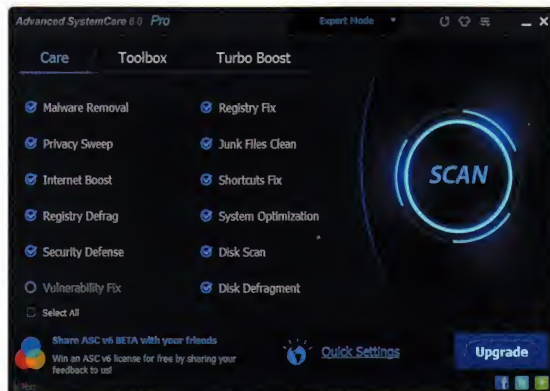 Advanced SystemCare 6.0 Pro
Expert Mode
Care Toolbox Turbo Boost
Malware Removal
Privacy Sweep
Internet Boost
Registry Defrag
Security Defense
Vulnerability Fix
Select All
Registry Fix
Junk Files Clean
Shortcuts Fix
System Optimization
Disk Scan
Disk Defragment
SCAN
Share ASC v6 BETA with your friends
Win an ASC v6 license for free by sharing your
feedback to us!
Quick Settings
Upgrade